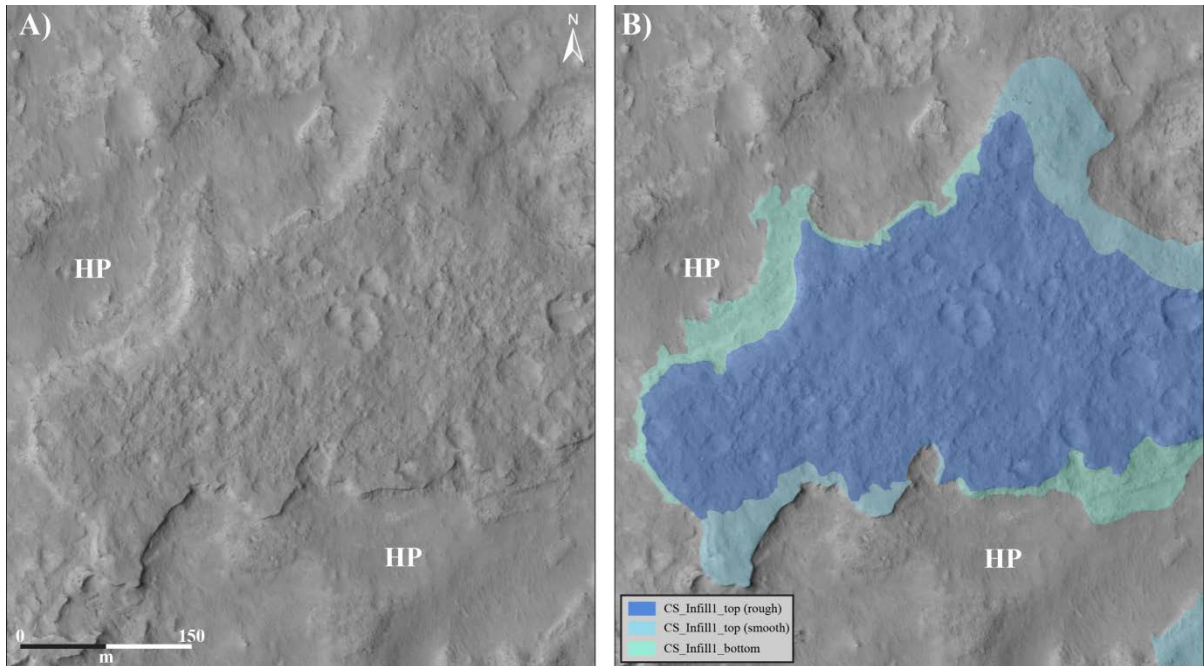 A)
N
HP
HP
0 150
m
B)
HP
HP
CS_Infill1_top (rough)
CS_Infill1_top (smooth)
CS_Infill1_bottom